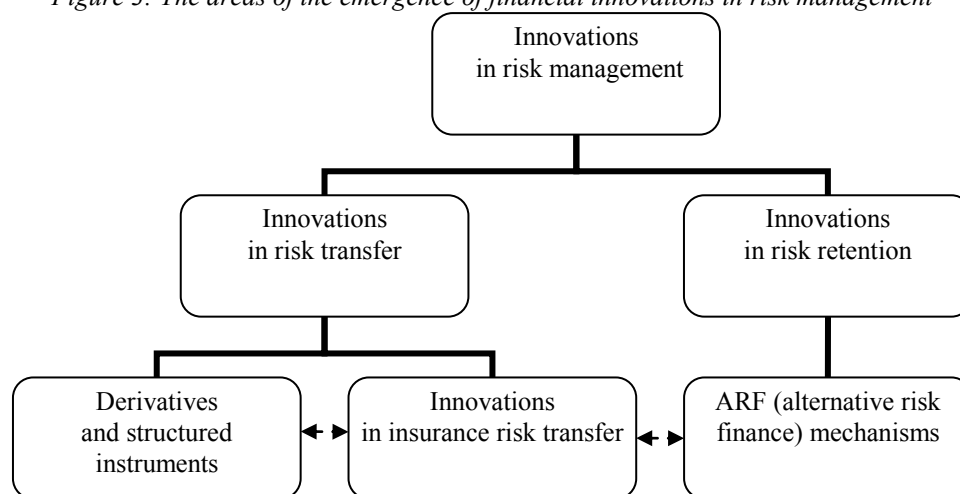 Figure 3. The areas of the emergence of financial innovations in risk management
Innovations
in risk management
Innovations
in risk transfer
Innovations
in risk retention
Derivatives
and structured
instruments
Innovations
in insurance risk transfer
ARF (alternative risk
finance) mechanisms